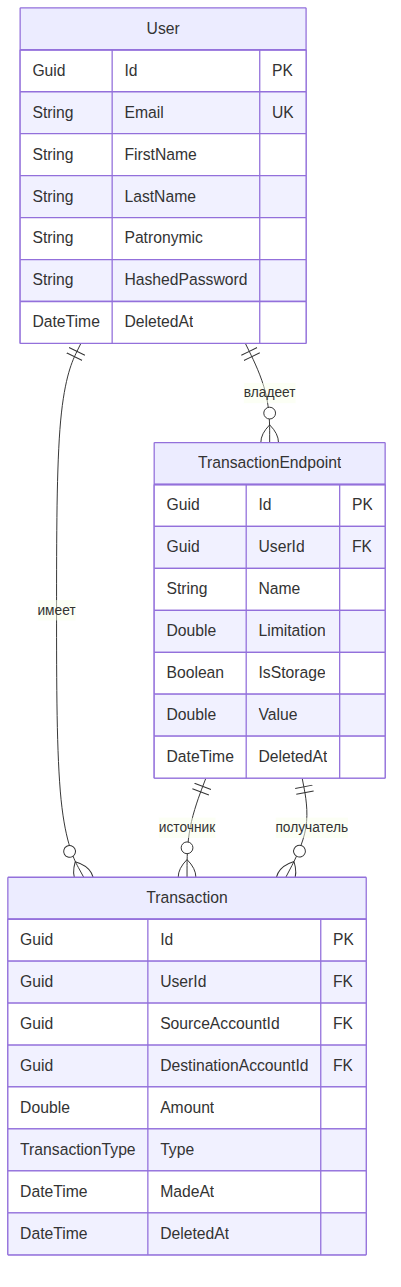 User
Guid Id PK
String Email UK
String FirstName
String LastName
String Patronymic
String HashedPassword
DateTime DeletedAt
владеет
TransactionEndpoint
Guid Id PK
Guid UserId FK
String Name
Double Limitation
Boolean IsStorage
Double Value
DateTime DeletedAt
имеет
источник
получатель
Transaction
Guid Id PK
Guid UserId FK
Guid SourceAccountId FK
Guid DestinationAccountId FK
Double Amount
TransactionType Type
DateTime MadeAt
DateTime DeletedAt